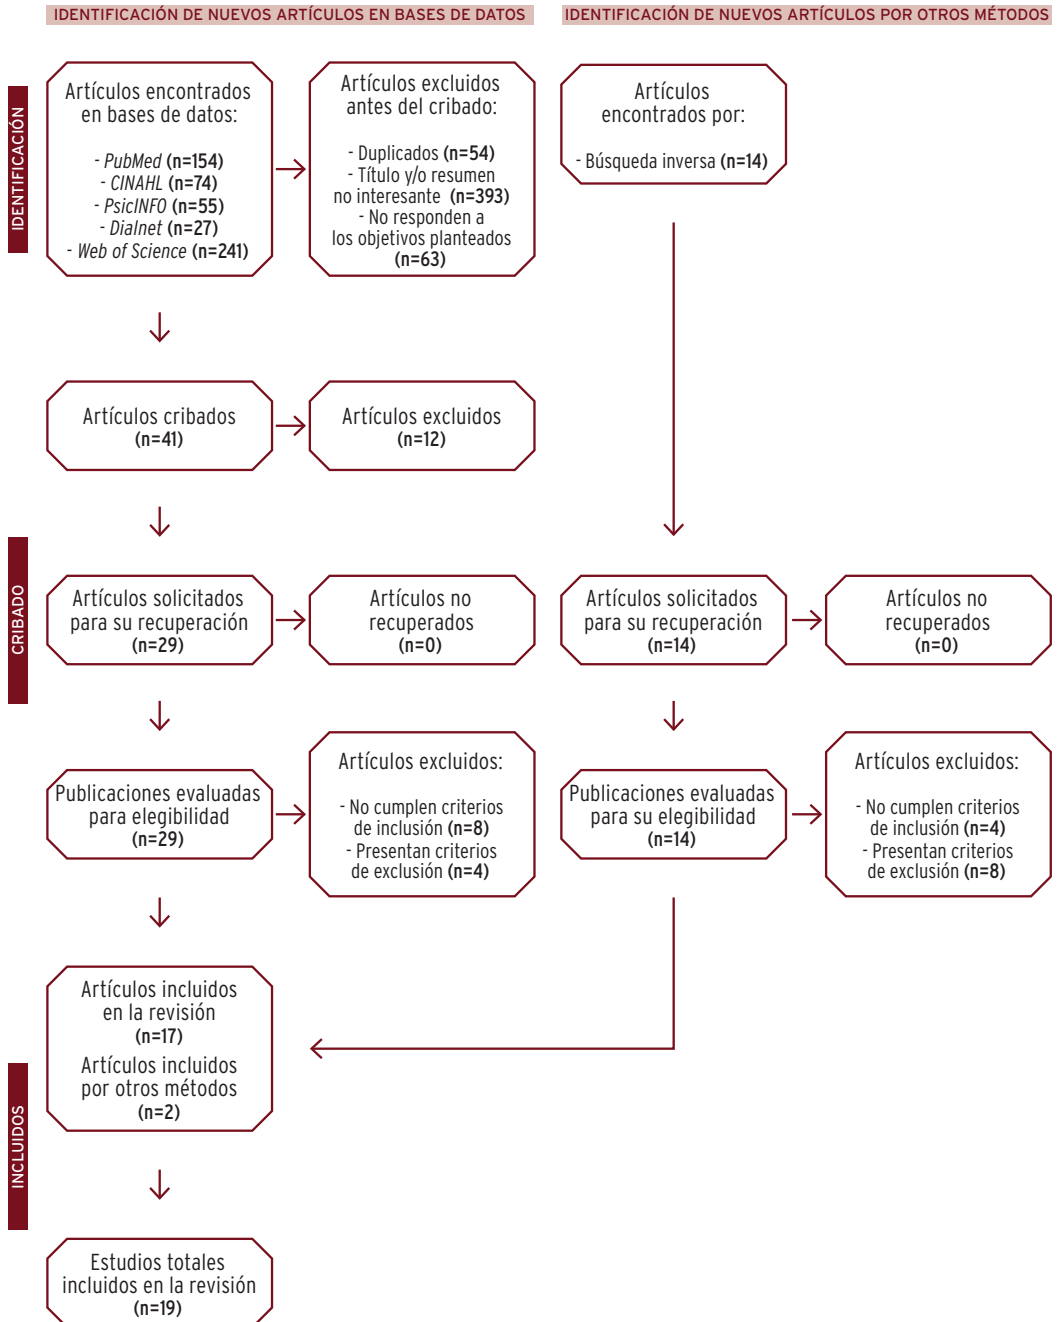 IDENTIFICACIÓN DE NUEVOS ARTÍCULOS EN BASES DE DATOS
IDENTIFICACIÓN DE NUEVOS ARTÍCULOS POR OTROS MÉTODOS
IDENTIFICACIÓN
Artículos encontrados
en bases de datos:
- PubMed (n=154)
- CINAHL (n=74)
- PsicINFO (n=55)
- Dialnet (n=27)
- Web of Science (n=241)
Artículos excluidos
antes del cribado:
- Duplicados (n=54)
- Título y/o resumen
no interesante (n=393)
- No responden a
los objetivos planteados
(n=63)
Artículos
encontrados por:
- Búsqueda inversa (n=14)
Artículos cribados
(n=41)
Artículos excluidos
(n=12)
CRIBADO
Artículos solicitados
para su recuperación
(n=29)
Artículos no
recuperados
(n=0)
Artículos solicitados
para su recuperación
(n=14)
Artículos no
recuperados
(n=0)
Publicaciones evaluadas
para elegibilidad
(n=29)
Artículos excluidos:
- No cumplen criterios
de inclusión (n=8)
- Presentan criterios
de exclusión (n=4)
Publicaciones evaluadas
para su elegibilidad
(n=14)
Artículos excluidos:
- No cumplen criterios
de inclusión (n=4)
- Presentan criterios
de exclusión (n=8)
INCLUIDOS
Artículos incluidos
en la revisión
(n=17)
Artículos incluidos
por otros métodos
(n=2)
Estudios totales
incluidos en la revisión
(n=19)